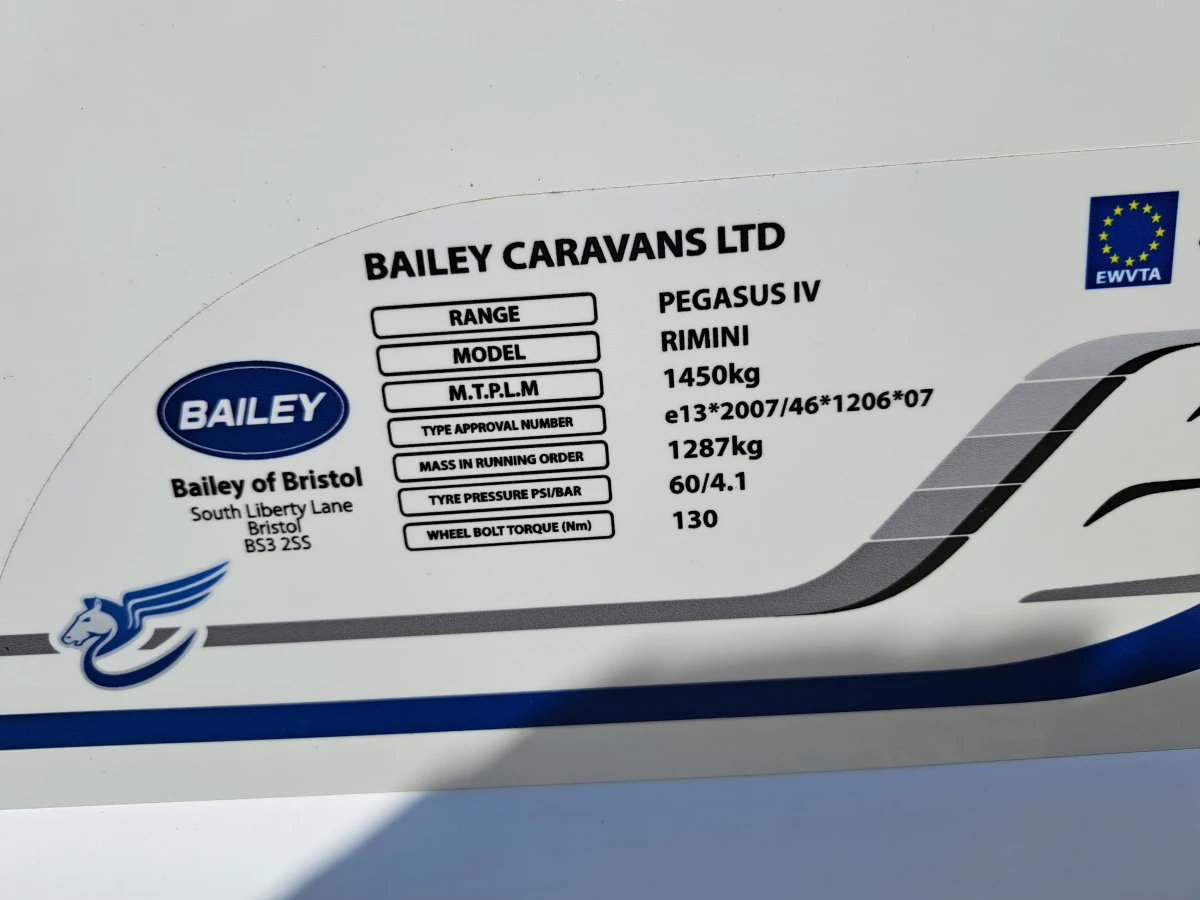 BAILEY CARAVANS LTD
RANGE PEGASUS IV
MODEL RIMINI
M.T.P.L.M 1450kg
TYPE APPROVAL NUMBER e13*2007/46*1206*07
MASS IN RUNNING ORDER 1287kg
TYRE PRESSURE PSI/BAR 60/4.1
WHEEL BOLT TORQUE (Nm) 130
BAILEY
Bailey of Bristol
South Liberty Lane
Bristol
BS3 2SS
EWVTA